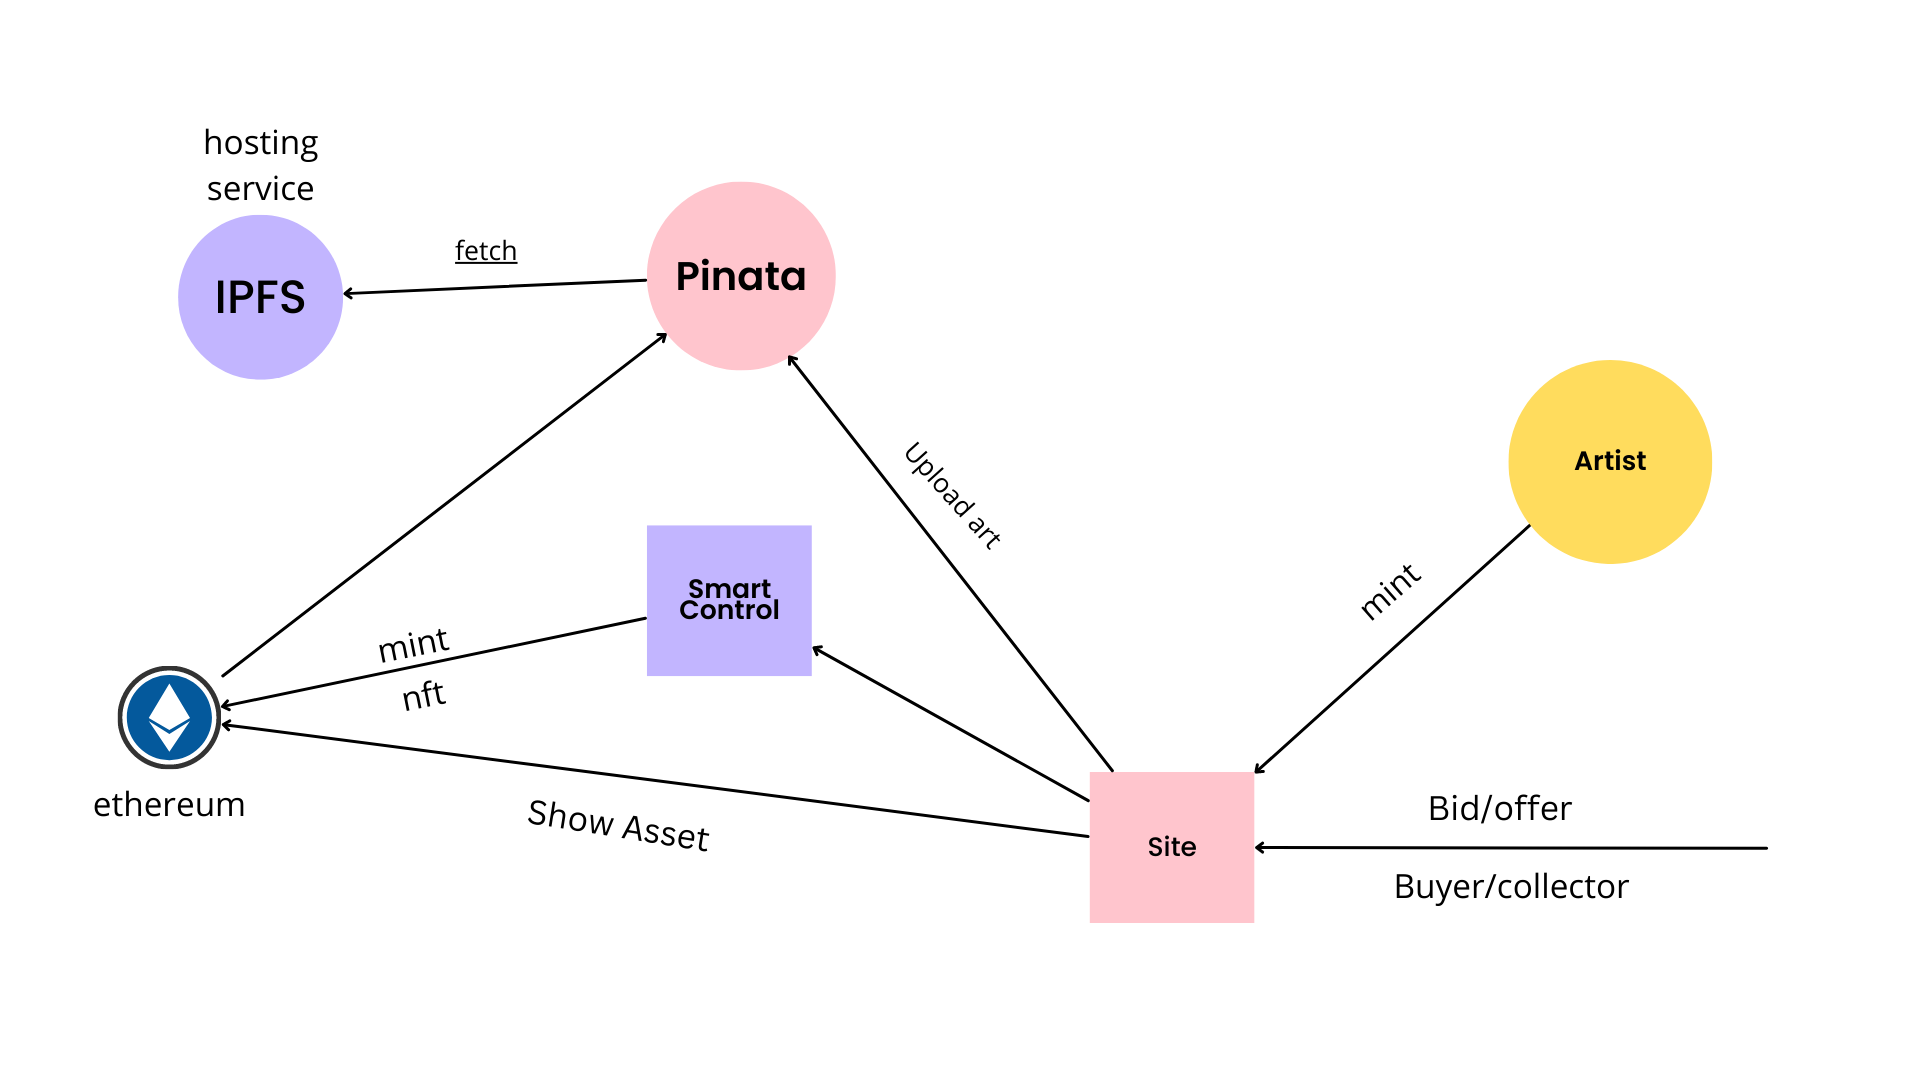 hosting
service
IPFS
fetch
Pinata
Upload art
Artist
mint
Smart
Control
mint
nft
ethereum
Show Asset
Site
Bid/offer
Buyer/collector